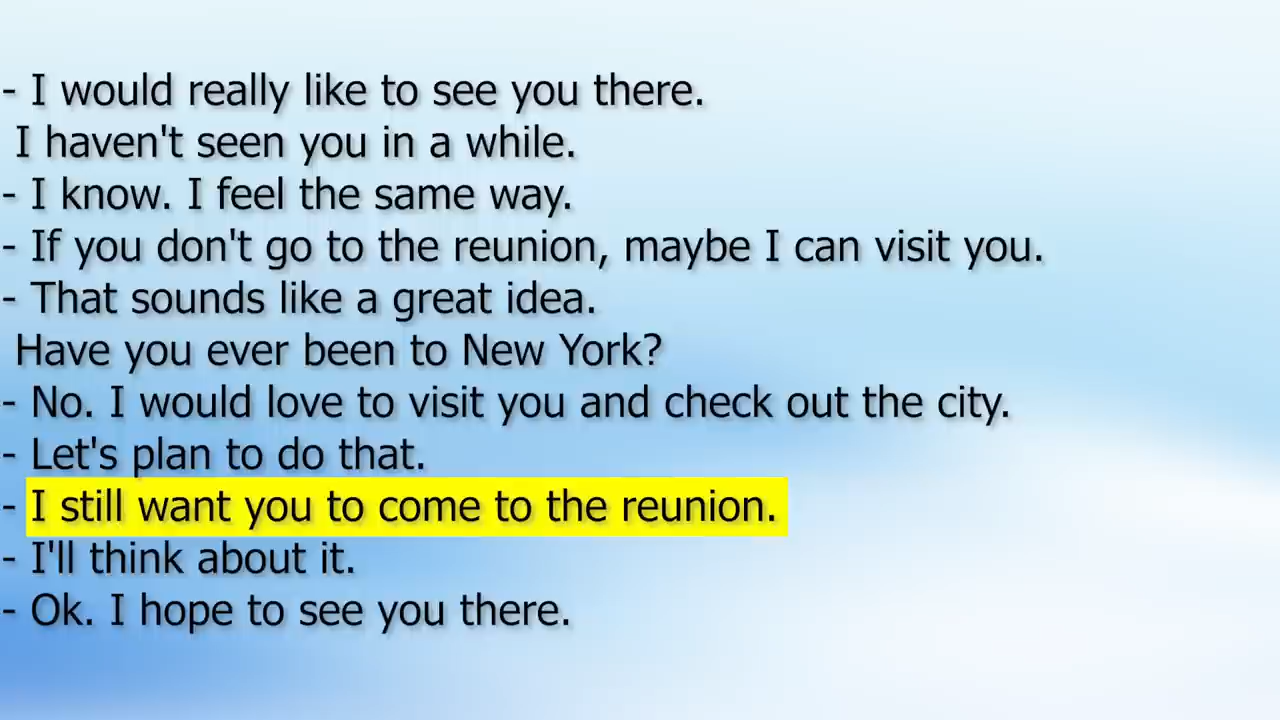 - I would really like to see you there.
I haven't seen you in a while.
- I know. I feel the same way.
- If you don't go to the reunion, maybe I can visit you.
- That sounds like a great idea.
Have you ever been to New York?
- No. I would love to visit you and check out the city.
- Let's plan to do that.
- I still want you to come to the reunion.
- I'll think about it.
- Ok. I hope to see you there.